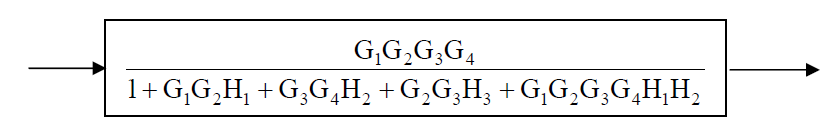 G₁G₂G₃G₄
1 + G₁G₂H₁ + G₃G₄H₂ + G₂G₃H₃ + G₁G₂G₃G₄H₁H₂